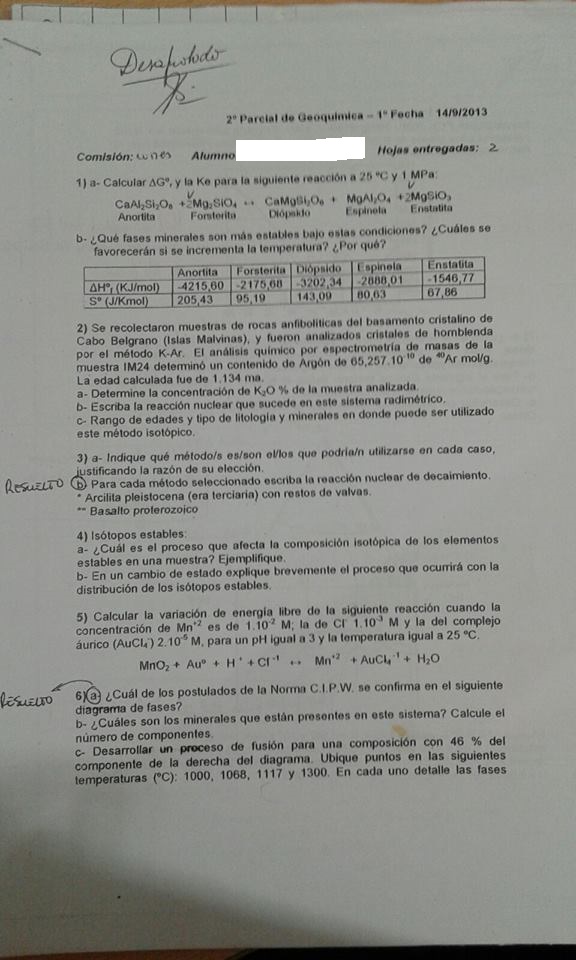 Desaprobado
2° Parcial de Geoquímica – 1° Fecha 14/9/2013
Comisión: lunes Alumno Hojas entregadas: 2
1) a- Calcular ΔG°, y la Ke para la siguiente reacción a 25 °C y 1 MPa:
CaAl₂Si₂O₈ +2Mg₂SiO₄ ↔ CaMgSi₂O₆ + MgAl₂O₄ +2MgSiO₃
Anortita Forsterita Diópsido Espinela Enstatita
b- ¿Qué fases minerales son más estables bajo estas condiciones? ¿Cuáles se
favorecerán si se incrementa la temperatura? ¿Por qué?
Anortita Forsterita Diópsido Espinela Enstatita
ΔH°f (KJ/mol) -4215,60 -2175,68 -3202,34 -2888,01 -1546,77
S° (J/Kmol) 205,43 95,19 143,09 80,63 67,86
2) Se recolectaron muestras de rocas anfibolíticas del basamento cristalino de
Cabo Belgrano (Islas Malvinas), y fueron analizados cristales de hornblenda
por el método K-Ar. El análisis químico por espectrometría de masas de la
muestra IM24 determinó un contenido de Argón de 65,257.10⁻¹⁰ de ⁴⁰Ar mol/g.
La edad calculada fue de 1.134 ma.
a- Determine la concentración de K₂O % de la muestra analizada.
b- Escriba la reacción nuclear que sucede en este sistema radimétrico.
c- Rango de edades y tipo de litología y minerales en donde puede ser utilizado
este método isotópico.
3) a- Indique qué método/s es/son el/los que podría/n utilizarse en cada caso,
justificando la razón de su elección.
RESUELTO b) Para cada método seleccionado escriba la reacción nuclear de decaimiento.
* Arcilita pleistocena (era terciaria) con restos de valvas.
** Basalto proterozoico
4) Isótopos estables:
a- ¿Cuál es el proceso que afecta la composición isotópica de los elementos
estables en una muestra? Ejemplifique.
b- En un cambio de estado explique brevemente el proceso que ocurrirá con la
distribución de los isótopos estables.
5) Calcular la variación de energía libre de la siguiente reacción cuando la
concentración de Mn⁺² es de 1.10⁻² M; la de Cl⁻ 1.10⁻³ M y la del complejo
áurico (AuCl₄⁻) 2.10⁻⁵ M, para un pH igual a 3 y la temperatura igual a 25 °C.
MnO₂ + Au⁰ + H⁺ + Cl⁻¹ ↔ Mn⁺² + AuCl₄⁻¹ + H₂O
RESUELTO 6) a) ¿Cuál de los postulados de la Norma C.I.P.W. se confirma en el siguiente
diagrama de fases?
b- ¿Cuáles son los minerales que están presentes en este sistema? Calcule el
número de componentes.
c- Desarrollar un proceso de fusión para una composición con 46 % del
componente de la derecha del diagrama. Ubique puntos en las siguientes
temperaturas (°C): 1000, 1068, 1117 y 1300. En cada uno detalle las fases